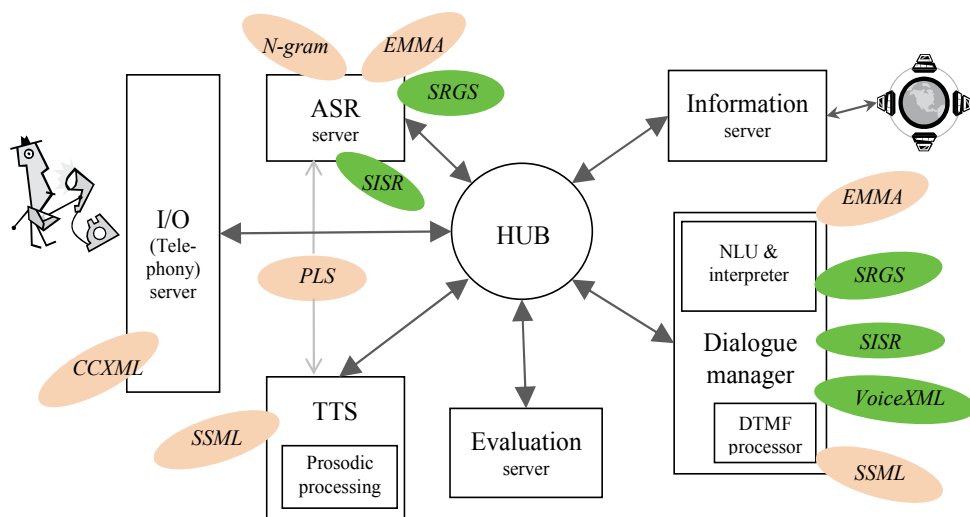 N-gram
EMMA
SRGS
ASR
server
SISR
Information
server
I/O
(Tele-
phony)
server
HUB
PLS
CCXML
EMMA
NLU &
interpreter
SRGS
Dialogue
manager
SISR
VoiceXML
DTMF
processor
SSML
TTS
SSML
Prosodic
processing
Evaluation
server